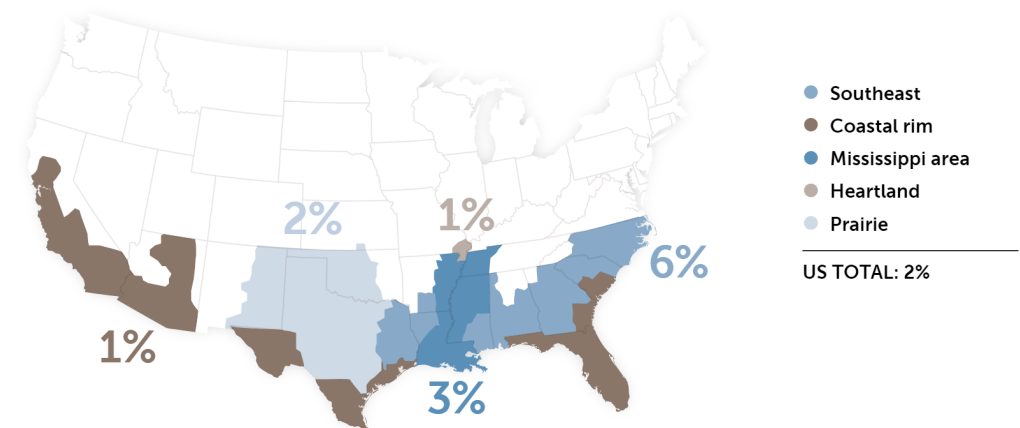 2%
1%
6%
1%
3%
Southeast
Coastal rim
Mississippi area
Heartland
Prairie
US TOTAL: 2%